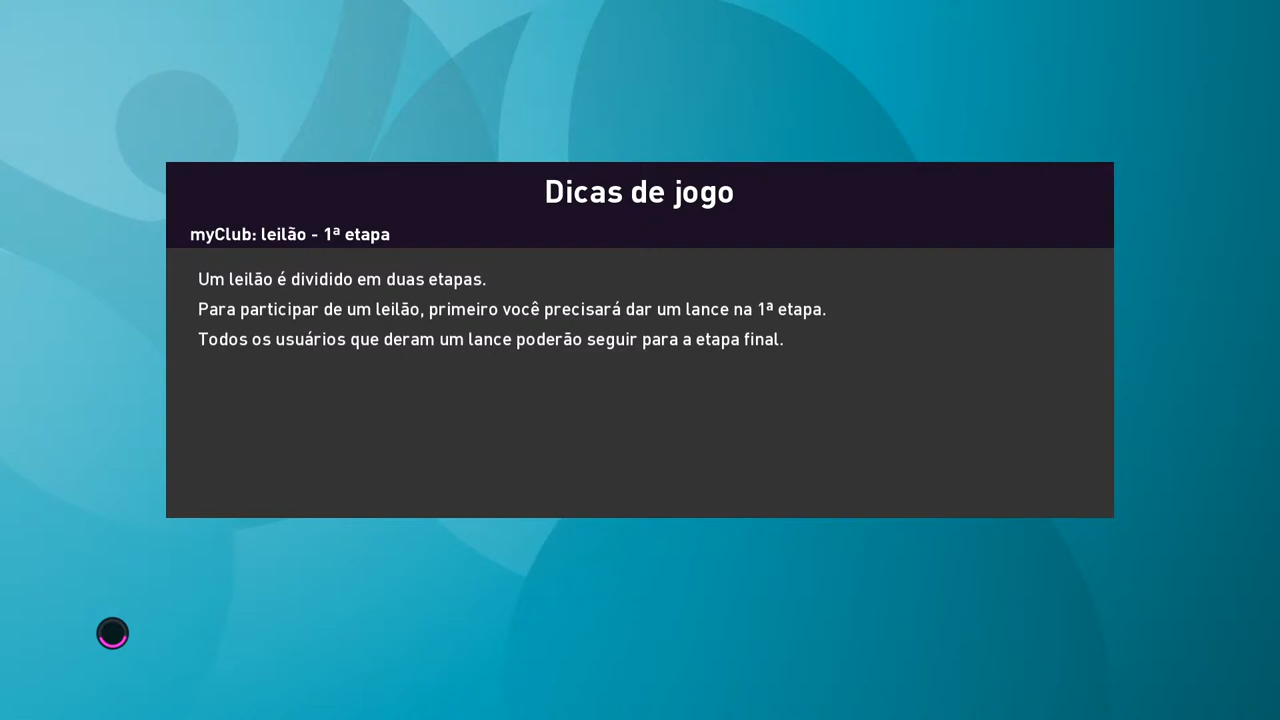 Dicas de jogo
myClub: leilão - 1ª etapa
Um leilão é dividido em duas etapas.
Para participar de um leilão, primeiro você precisará dar um lance na 1ª etapa.
Todos os usuários que deram um lance poderão seguir para a etapa final.